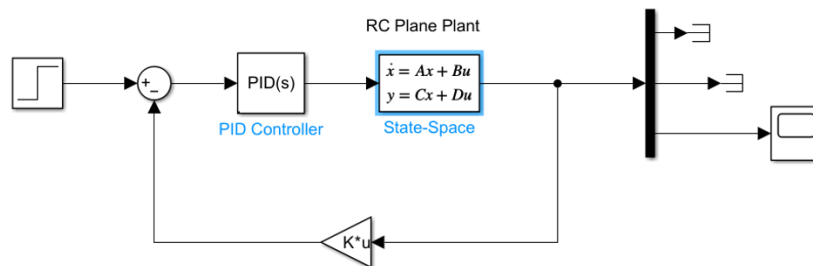 RC Plane Plant
+
−
PID(s)
ẋ = Ax + Bu
y = Cx + Du
PID Controller
State-Space
K*u